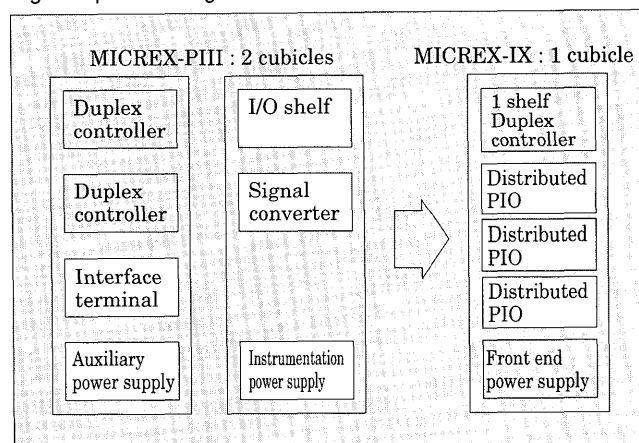 MICREX-PIII : 2 cubicles
Duplex
controller
Duplex
controller
Interface
terminal
Auxiliary
power supply
I/O shelf
Signal
converter
Instrumentation
power supply
MICREX-IX : 1 cubicle
1 shelf
Duplex
controller
Distributed
PIO
Distributed
PIO
Distributed
PIO
Front end
power supply